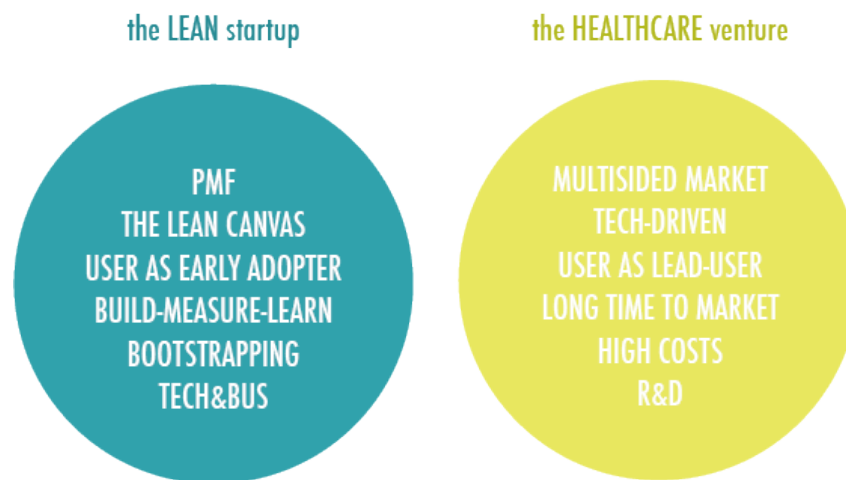 the LEAN startup
PMF
THE LEAN CANVAS
USER AS EARLY ADOPTER
BUILD-MEASURE-LEARN
BOOTSTRAPPING
TECH&BUS
the HEALTHCARE venture
MULTISIDED MARKET
TECH-DRIVEN
USER AS LEAD-USER
LONG TIME TO MARKET
HIGH COSTS
R&D